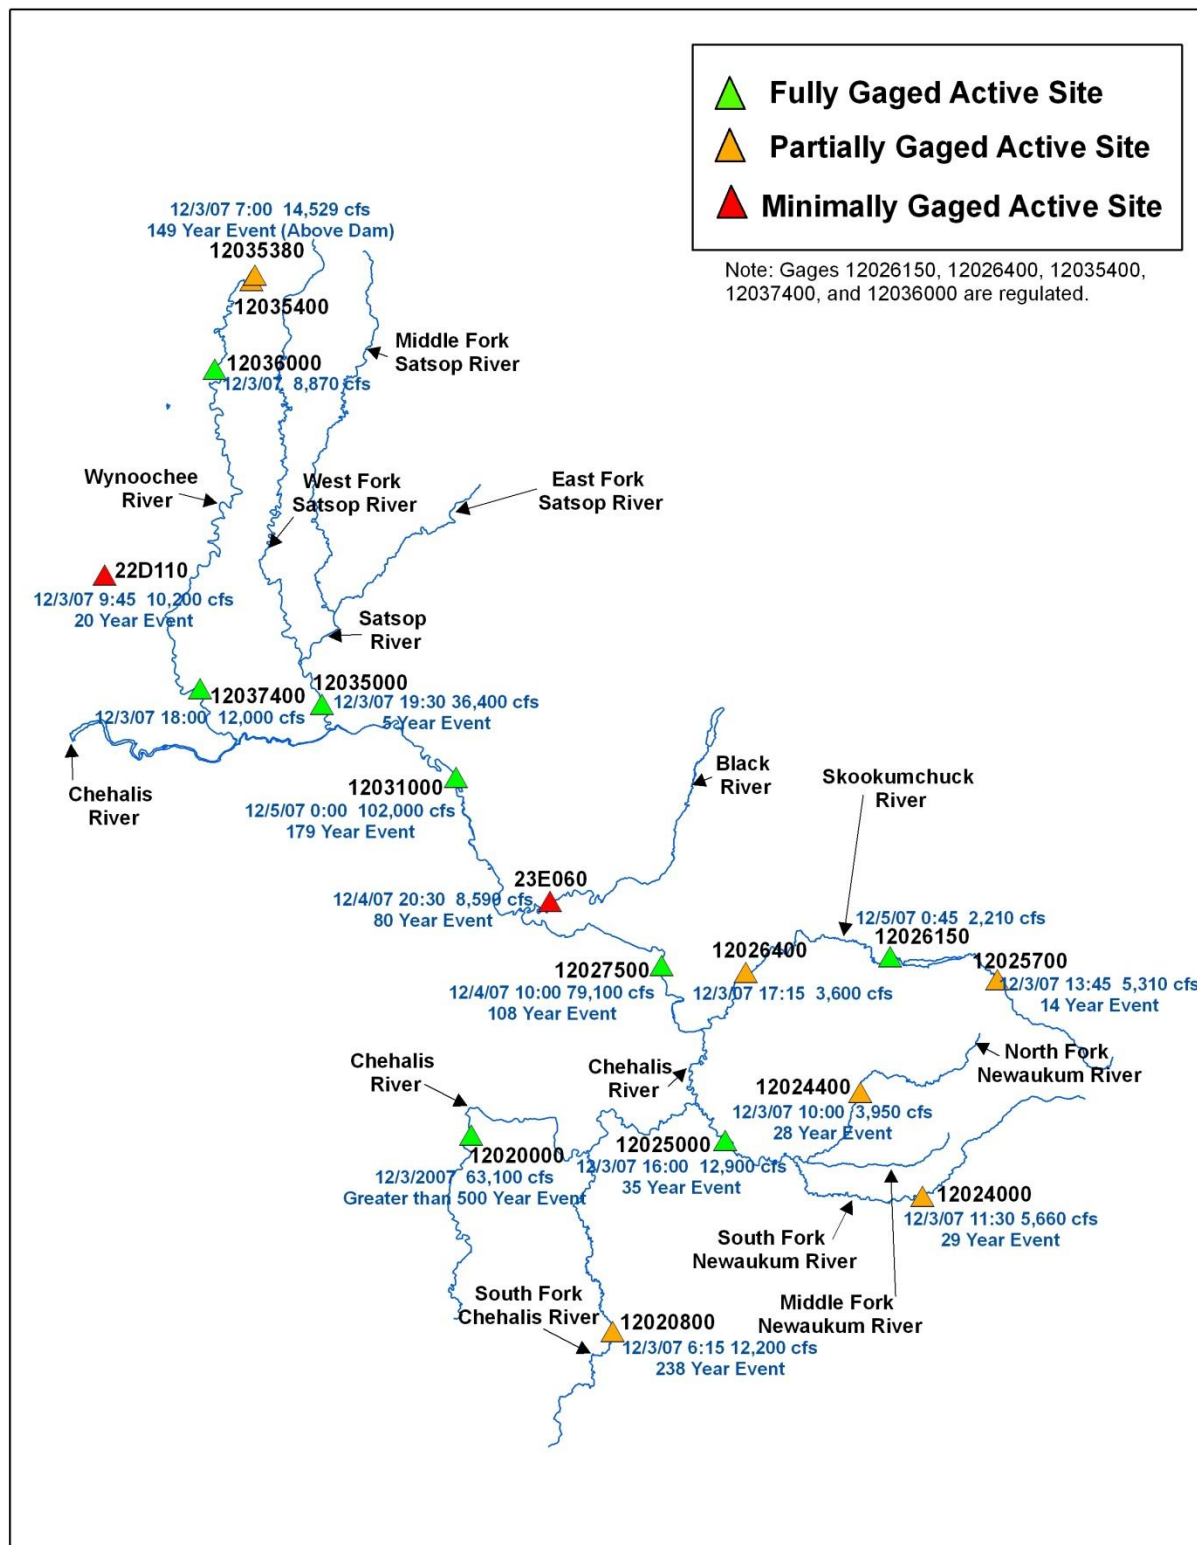 Fully Gaged Active Site
Partially Gaged Active Site
Minimally Gaged Active Site
Note: Gages 12026150, 12026400, 12035400,
12037400, and 12036000 are regulated.
12/3/07 7:00 14,529 cfs
149 Year Event (Above Dam)
12035380
12035400
Middle Fork
Satsop River
12036000
12/3/07 8,870 cfs
Wynoochee
River
West Fork
Satsop River
East Fork
Satsop River
22D110
12/3/07 9:45 10,200 cfs
20 Year Event
Satsop
River
12037400
12/3/07 18:00 12,000 cfs
12035000
12/3/07 19:30 36,400 cfs
5 Year Event
Chehalis
River
12031000
12/5/07 0:00 102,000 cfs
179 Year Event
Black
River
Skookumchuck
River
23E060
12/4/07 20:30 8,590 cfs
80 Year Event
12/5/07 0:45 2,210 cfs
12026150
12025700
12/3/07 13:45 5,310 cfs
14 Year Event
12026400
12/3/07 17:15 3,600 cfs
12027500
12/4/07 10:00 79,100 cfs
108 Year Event
Chehalis
River
Chehalis
River
North Fork
Newaukum River
12024400
12/3/07 10:00 3,950 cfs
28 Year Event
12020000
12/3/2007 63,100 cfs
Greater than 500 Year Event
12025000
12/3/07 16:00 12,900 cfs
35 Year Event
12024000
12/3/07 11:30 5,660 cfs
29 Year Event
South Fork
Newaukum River
Middle Fork
Newaukum River
South Fork
Chehalis River
12020800
12/3/07 6:15 12,200 cfs
238 Year Event